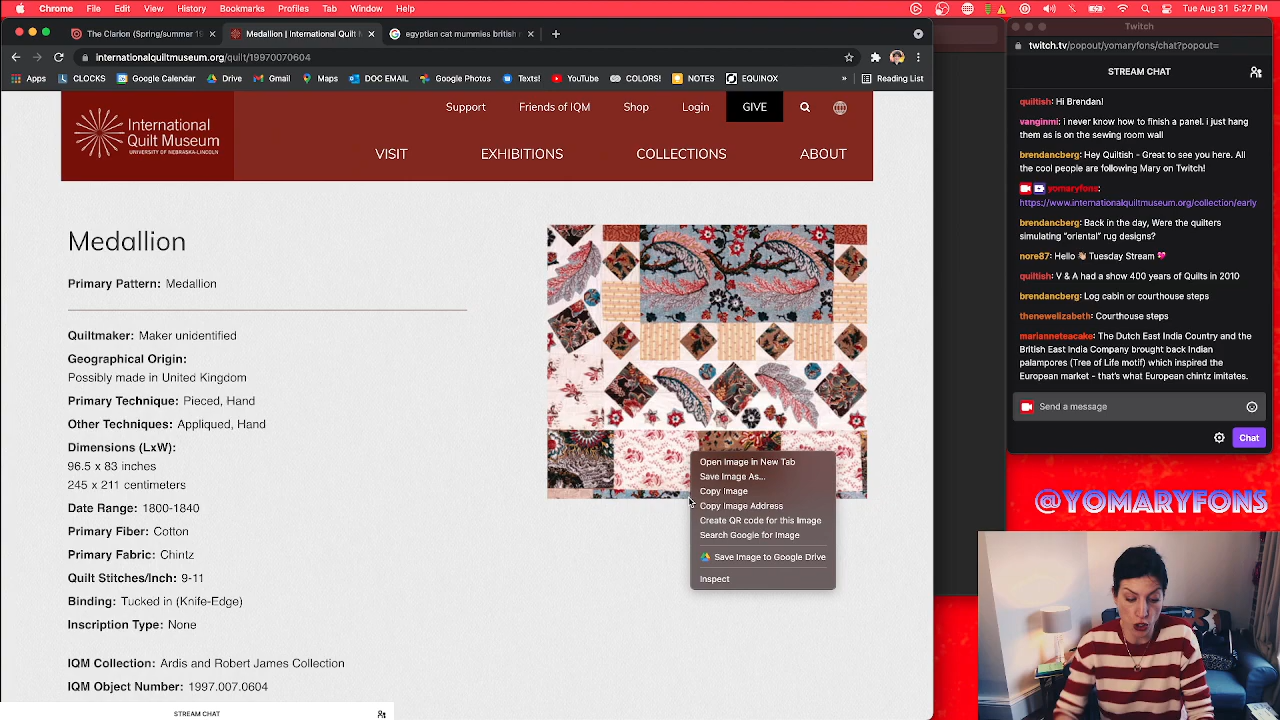 Chrome File Edit View History Bookmarks Profiles Tab Window Help
Tue Aug 31 5:27 PM
The Clarion (Spring/summer 19
Medallion | International Quilt M
egyptian cat mummies british m
internationalquiltmuseum.org/quilt/19970070604
Apps CLOCKS Google Calendar Drive Gmail Maps DOC EMAIL Google Photos Texts! YouTube COLORS! NOTES EQUINOX » Reading List
International
Quilt Museum
UNIVERSITY OF NEBRASKA-LINCOLN
Support Friends of IQM Shop Login GIVE
VISIT EXHIBITIONS COLLECTIONS ABOUT
Medallion
Primary Pattern: Medallion
Quiltmaker: Maker unidentified
Geographical Origin:
Possibly made in United Kingdom
Primary Technique: Pieced, Hand
Other Techniques: Appliqued, Hand
Dimensions (LxW):
96.5 x 83 inches
245 x 211 centimeters
Date Range: 1800-1840
Primary Fiber: Cotton
Primary Fabric: Chintz
Quilt Stitches/Inch: 9-11
Binding: Tucked in (Knife-Edge)
Inscription Type: None
IQM Collection: Ardis and Robert James Collection
IQM Object Number: 1997.007.0604
STREAM CHAT
Open Image in New Tab
Save Image As...
Copy Image
Copy Image Address
Create QR code for this Image
Search Google for Image
Save Image to Google Drive
Inspect
Twitch
twitch.tv/popout/yomaryfons/chat?popout=
STREAM CHAT
quiltish: Hi Brendan!
vanginmi: i never know how to finish a panel. i just hang
them as is on the sewing room wall
brendancberg: Hey Quiltish - Great to see you here. All
the cool people are following Mary on Twitch!
yomaryfons:
https://www.internationalquiltmuseum.org/collection/early
brendancberg: Back in the day, Were the quilters
simulating "oriental" rug designs?
nore87: Hello 👋🏼 Tuesday Stream 💖
quiltish: V & A had a show 400 years of Quilts in 2010
brendancberg: Log cabin or courthouse steps
thenewelizabeth: Courthouse steps
marianneteacake: The Dutch East India Country and the
British East India Company brought back Indian
palampores (Tree of Life motif) which inspired the
European market - that's what European chintz imitates.
Send a message
Chat
@YOMARYFONS